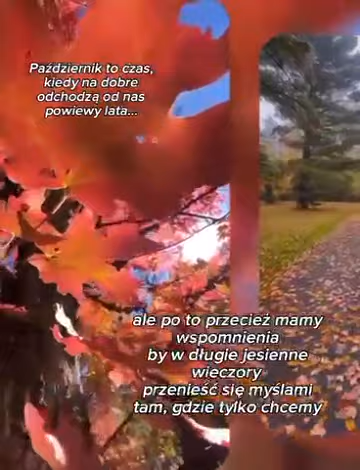 Październik to czas,
kiedy na dobre
odchodzą od nas
powiewy lata...
ale po to przecież mamy
wspomnienia
by w długie jesienne
wieczory
przenieść się myślami
tam, gdzie tylko chcemy